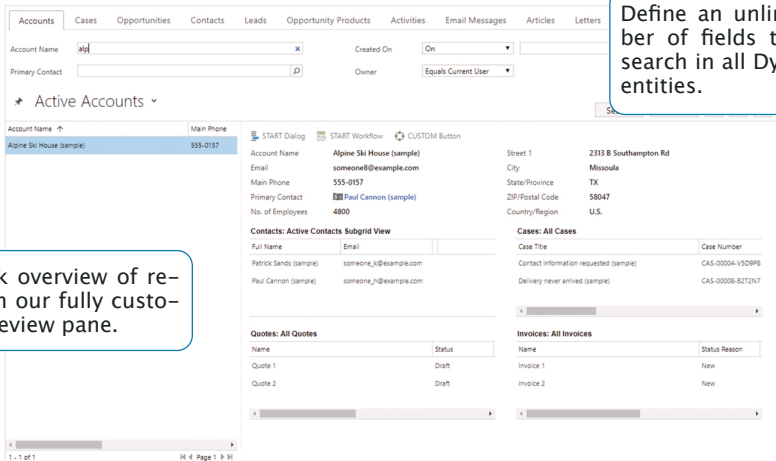 Accounts Cases Opportunities Contacts Leads Opportunity Products Activities Email Messages Articles Letters
Define an unlim
ber of fields t
search in all Dy
entities.
Account Name alp Created On On
Primary Contact Owner Equals Current User
Active Accounts
Account Name Main Phone
Alpine Ski House (sample) 555-0157
START Dialog START Workflow CUSTOM Button
Account Name Alpine Ski House (sample) Street 1 2313 B Southampton Rd
Email someone8@example.com City Missoula
Main Phone 555-0157 State/Province TX
Primary Contact Paul Cannon (sample) ZIP/Postal Code 58047
No. of Employees 4800 Country/Region U.S.
Contacts: Active Contacts Subgrid View Cases: All Cases
Full Name Email Case Title Case Number
Patrick Sands (sample) someone_k@example.com Contact information requested (sample) CAS-00004-V5D9P8
Paul Cannon (sample) someone_h@example.com Delivery never arrived (sample) CAS-00008-B2T2N7
k overview of re-
our fully custo-
eview pane.
Quotes: All Quotes Invoices: All Invoices
Name Status Name Status Reason
Quote 1 Draft Invoice 1 New
Quote 2 Draft Invoice 2 New
1 - 1 of 1 Page 1